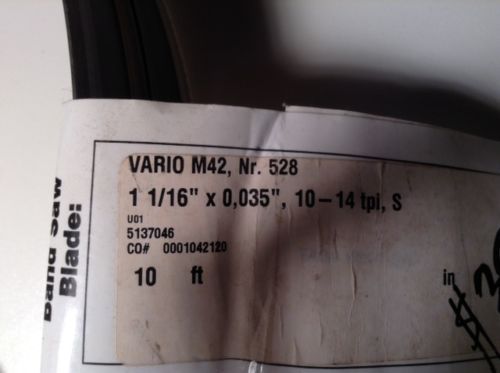 Band Saw
Blade:
VARIO M42, Nr. 528
1 1/16" x 0,035", 10-14 tpi, S
U01
5137046
CO# 0001042120
10 ft
in